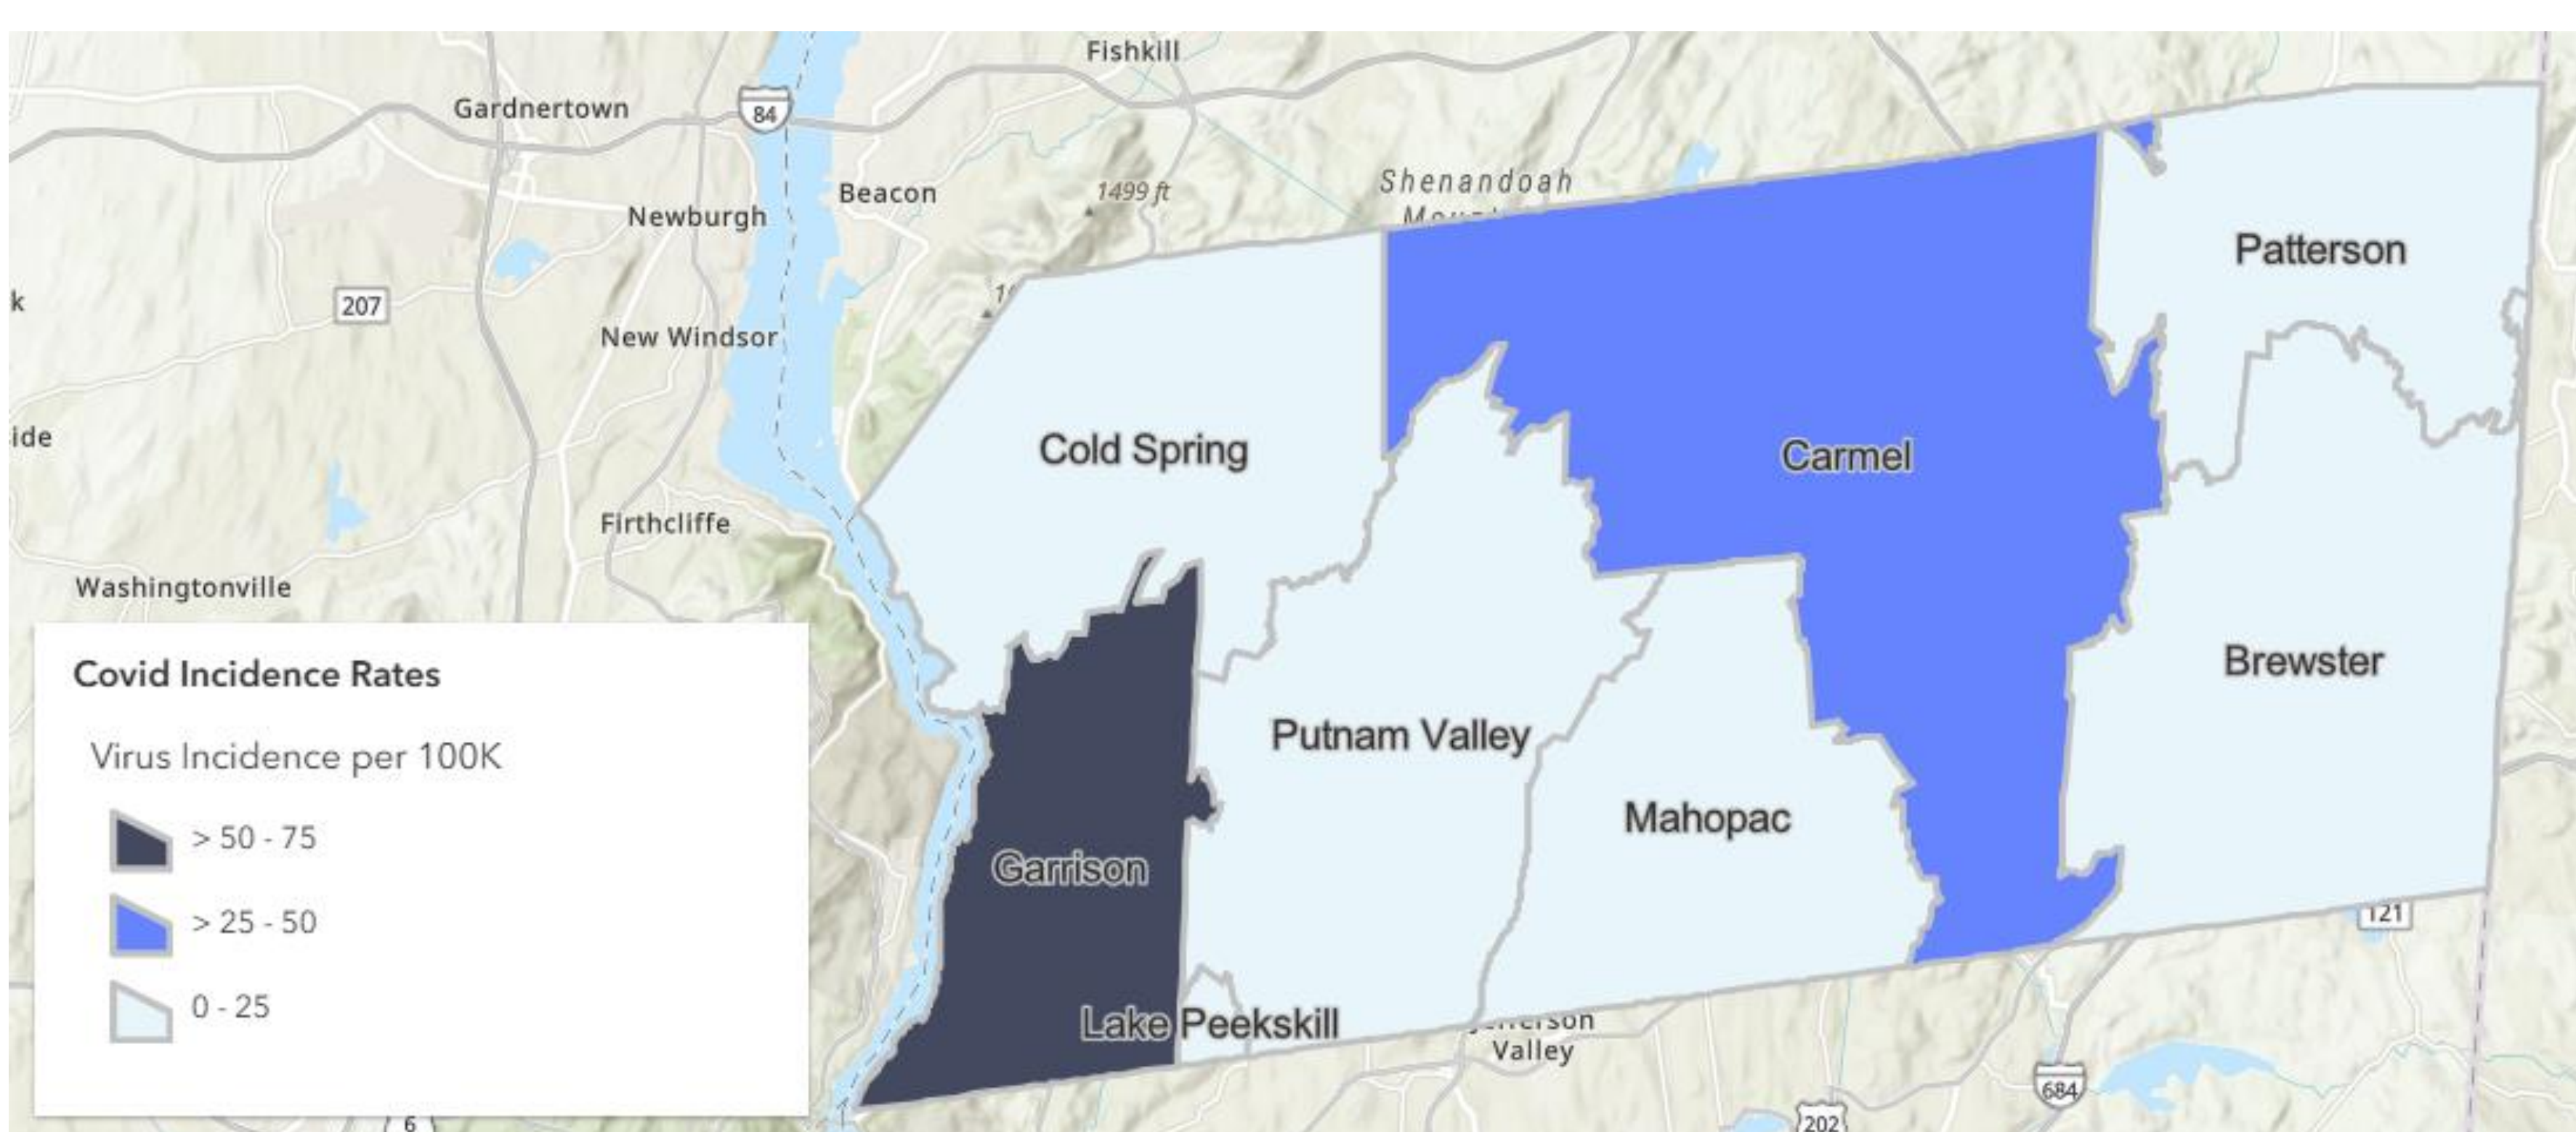 Fishkill
Gardnertown
84
Beacon
1499 ft
Shenandoah
Newburgh
Patterson
207
k
New Windsor
ide
Cold Spring
Carmel
Firthcliffe
Washingtonville
Brewster
Covid Incidence Rates
Virus Incidence per 100K
> 50 - 75
> 25 - 50
0 - 25
Putnam Valley
Mahopac
Garrison
121
Lake Peekskill
Valley
684
202
6